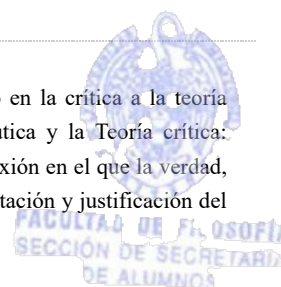 en la crítica a la teoría
utica y la Teoría crítica:
xión en el que la verdad,
tación y justificación del
FACULTAD DE FILOSOFÍA
SECCIÓN DE SECRETARÍA
DE ALUMNOS